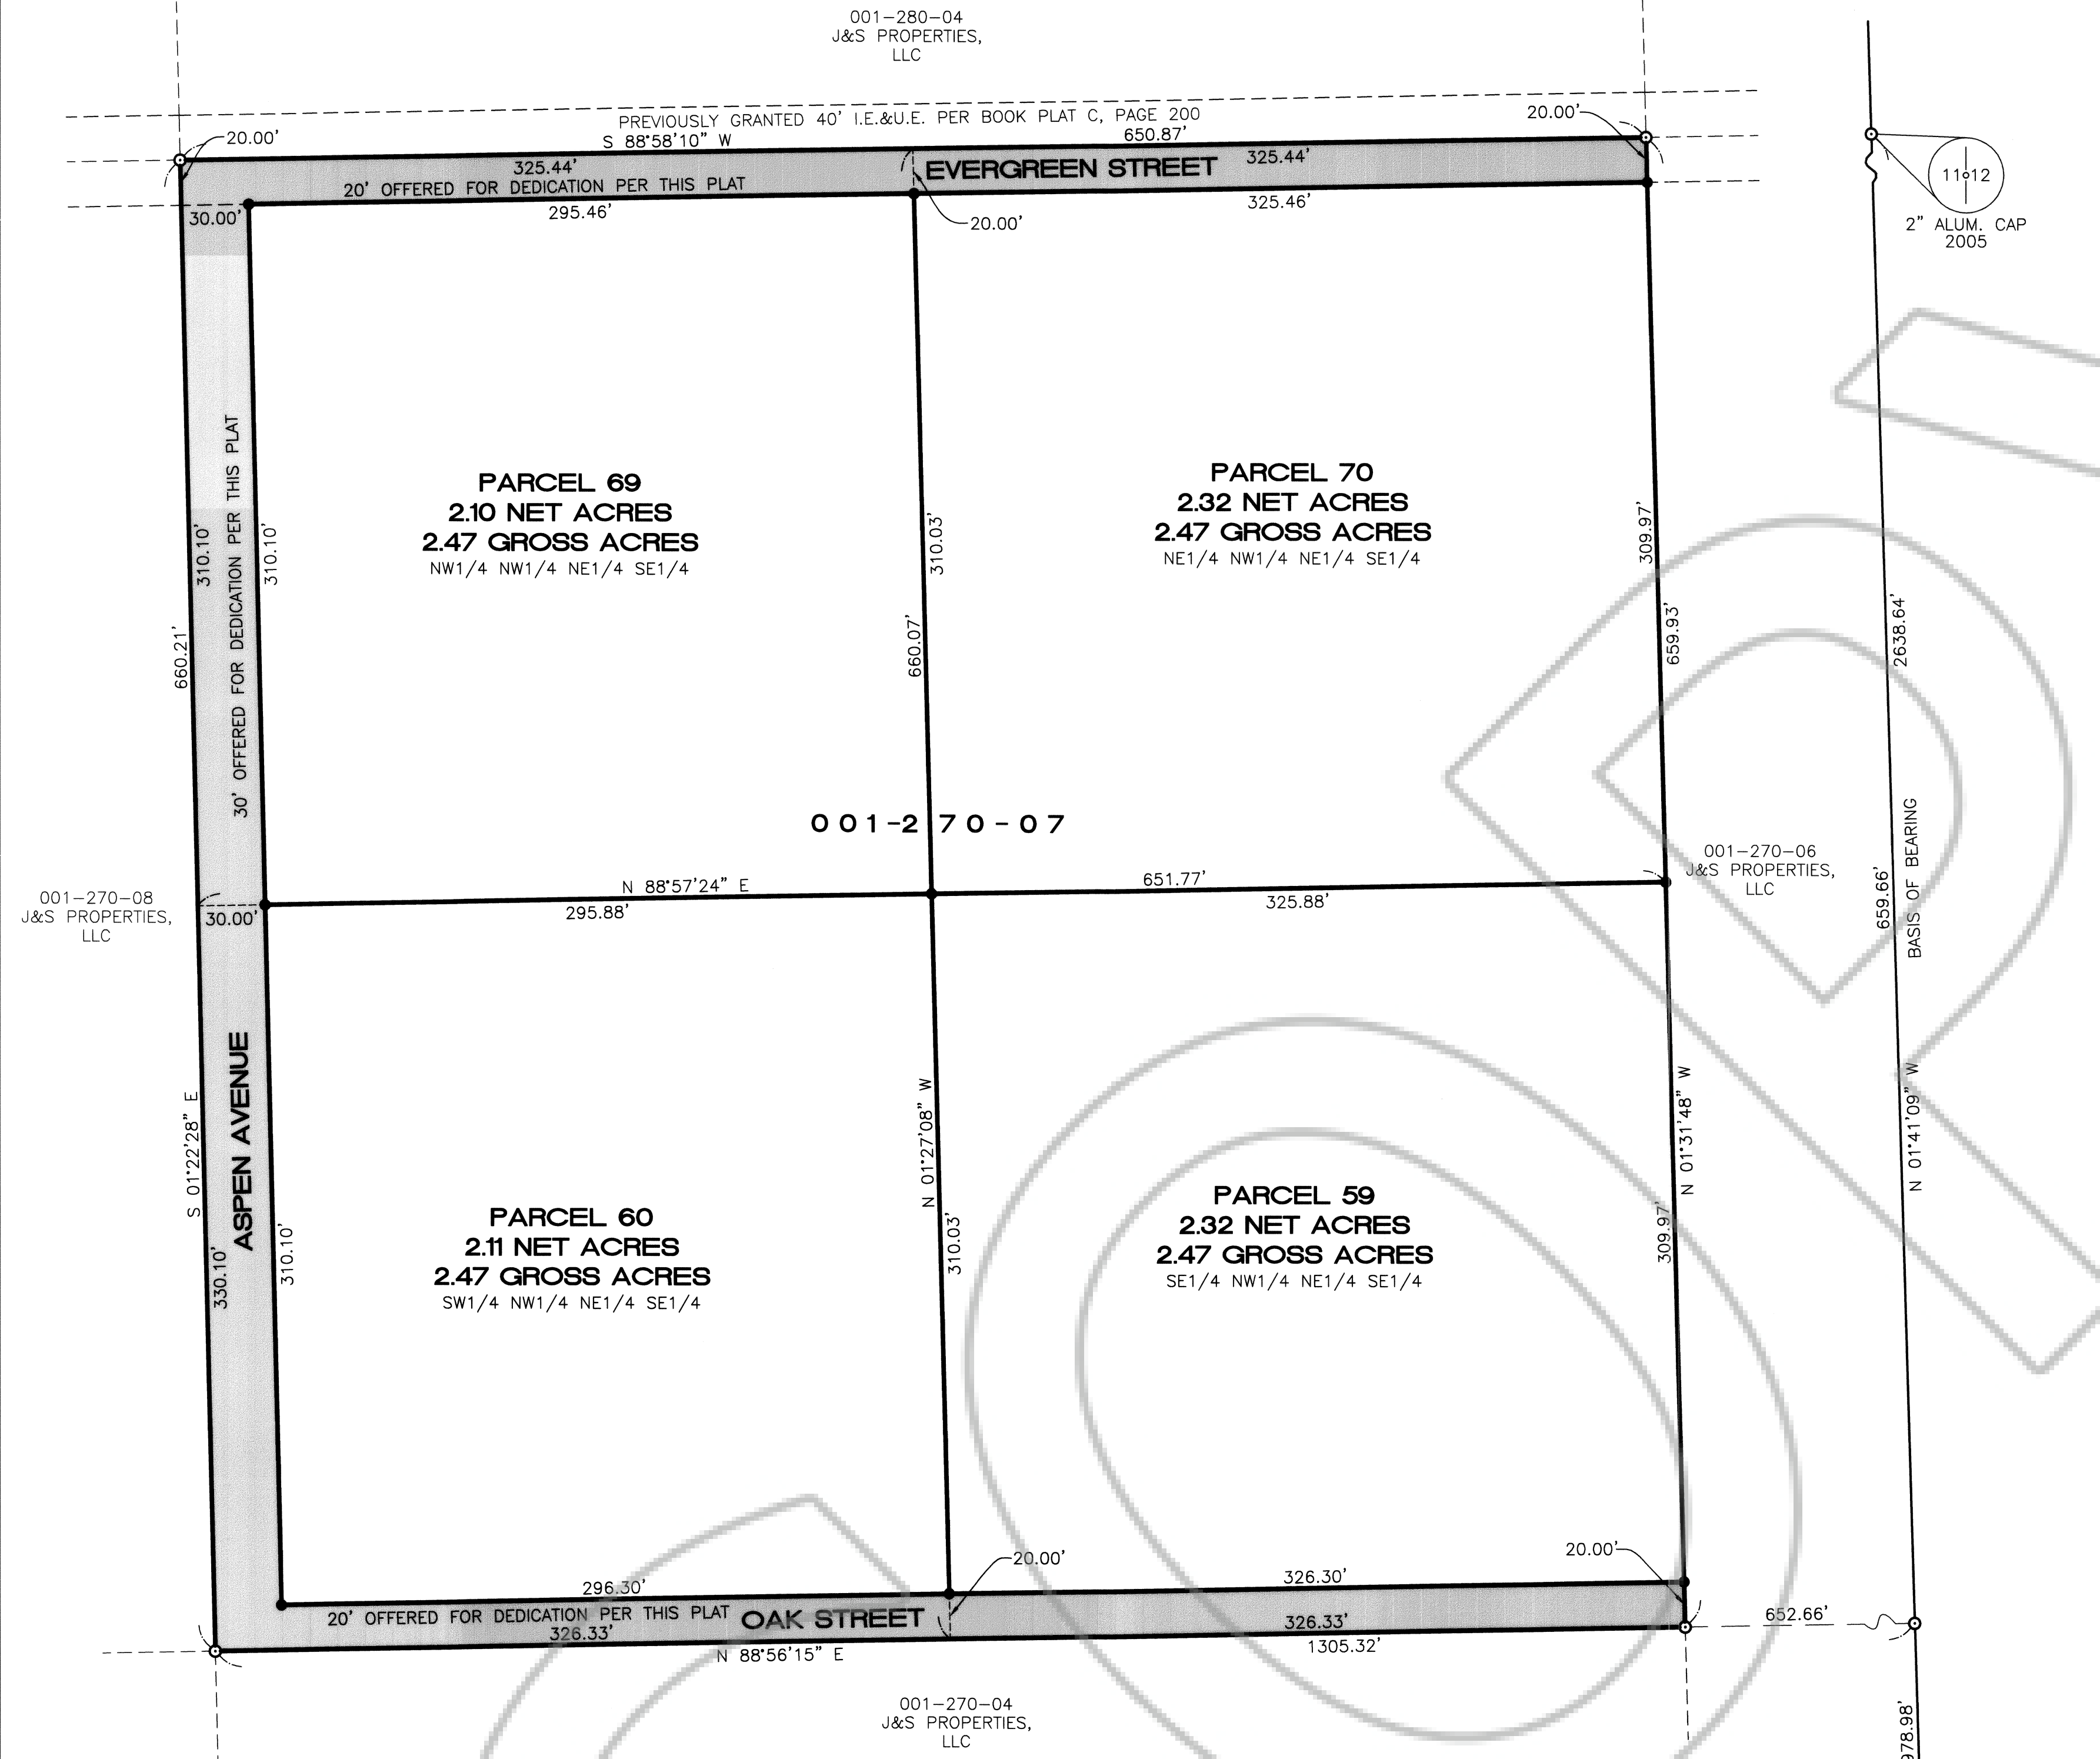 001-280-04
J&S PROPERTIES,
LLC
PREVIOUSLY GRANTED 40' I.E.&U.E. PER BOOK PLAT C, PAGE 200
20.00'
20.00'
S 88°58'10" W
650.87'
325.44'
EVERGREEN STREET
325.44'
20' OFFERED FOR DEDICATION PER THIS PLAT
30.00'
295.46'
20.00'
325.46'
11 12
2" ALUM. CAP
2005
PARCEL 69
2.10 NET ACRES
2.47 GROSS ACRES
NW1/4 NW1/4 NE1/4 SE1/4
PARCEL 70
2.32 NET ACRES
2.47 GROSS ACRES
NE1/4 NW1/4 NE1/4 SE1/4
30' OFFERED FOR DEDICATION PER THIS PLAT
310.10'
310.10'
310.03'
309.97'
660.21'
660.07'
659.93'
2638.64'
001-270-07
659.66'
BASIS OF BEARING
001-270-08
J&S PROPERTIES,
LLC
30.00'
N 88°57'24" E
295.88'
651.77'
325.88'
001-270-06
J&S PROPERTIES,
LLC
S 01°22'28" E
ASPEN AVENUE
N 01°27'08" W
N 01°31'48" W
N 01°41'09" W
330.10'
310.10'
310.03'
309.97'
PARCEL 60
2.11 NET ACRES
2.47 GROSS ACRES
SW1/4 NW1/4 NE1/4 SE1/4
PARCEL 59
2.32 NET ACRES
2.47 GROSS ACRES
SE1/4 NW1/4 NE1/4 SE1/4
296.30'
20.00'
326.30'
20.00'
20' OFFERED FOR DEDICATION PER THIS PLAT
OAK STREET
326.33'
326.33'
652.66'
N 88°56'15" E
1305.32'
001-270-04
J&S PROPERTIES,
LLC